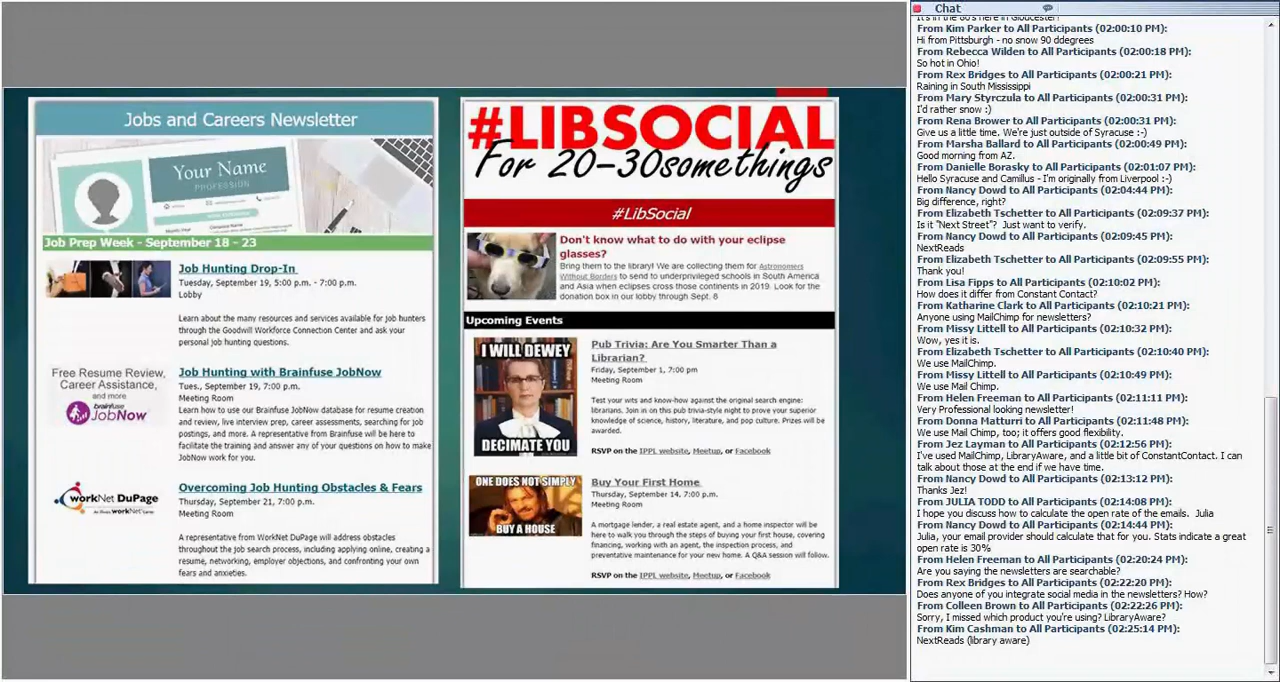 Jobs and Careers Newsletter
Your Name
PROFESSION
Job Prep Week - September 18 - 23
Job Hunting Drop-In
Tuesday, September 19, 5:00 p.m. - 7:00 p.m.
Lobby
Learn about the many resources and services available for job hunters
through the Goodwill Workforce Connection Center and ask your
personal job hunting questions.
Free Resume Review,
Career Assistance,
and more
brainfuse
JobNow
Job Hunting with Brainfuse JobNow
Tues., September 19, 7:00 p.m.
Meeting Room
Learn how to use our Brainfuse JobNow database for resume creation
and review, live interview prep, career assessments, searching for job
postings, and more. A representative from Brainfuse will be here to
facilitate the training and answer any of your questions on how to make
JobNow work for you.
workNet DuPage
Overcoming Job Hunting Obstacles & Fears
Thursday, September 21, 7:00 p.m.
Meeting Room
A representative from WorkNet DuPage will address obstacles
throughout the job search process, including applying online, creating a
resume, networking, employer objections, and confronting your own
fears and anxieties.
#LIBSOCIAL
For 20-30somethings
#LibSocial
Don't know what to do with your eclipse
glasses?
Bring them to the library! We are collecting them for Astronomers
Without Borders to send to underprivileged schools in South America
and Asia when eclipses cross those continents in 2019. Look for the
donation box in our lobby through Sept. 8
Upcoming Events
I WILL DEWEY
DECIMATE YOU
Pub Trivia: Are You Smarter Than a
Librarian?
Friday, September 1, 7:00 pm
Meeting Room
Test your wits and know-how against the original search engine:
librarians. Join in on this pub trivia-style night to prove your superior
knowledge of science, history, literature, and pop culture. Prizes will be
awarded.
RSVP on the IPPL website, Meetup, or Facebook
ONE DOES NOT SIMPLY
BUY A HOUSE
Buy Your First Home
Thursday, September 14, 7:00 pm
Meeting Room
A mortgage lender, a real estate agent, and a home inspector will be
here to walk you through the steps of buying your first house, covering
financing, working with an agent, the inspection process, and
preventative maintenance for your new home. A Q&A session will follow.
RSVP on the IPPL website, Meetup, or Facebook
Chat
It's in the 80's here in Gloucester!
From Kim Parker to All Participants (02:00:10 PM):
Hi from Pittsburgh - no snow 90 ddegrees
From Rebecca Wilden to All Participants (02:00:18 PM):
So hot in Ohio!
From Rex Bridges to All Participants (02:00:21 PM):
Raining in South Mississippi
From Mary Styrczula to All Participants (02:00:31 PM):
I'd rather snow :)
From Rena Brower to All Participants (02:00:31 PM):
Give us a little time. We're just outside of Syracuse :-)
From Marsha Ballard to All Participants (02:00:49 PM):
Good morning from AZ.
From Danielle Borasky to All Participants (02:01:07 PM):
Hello Syracuse and Camillus - I'm originally from Liverpool :-)
From Nancy Dowd to All Participants (02:04:44 PM):
Big difference, right?
From Elizabeth Tschetter to All Participants (02:09:37 PM):
Is it "Next Street"? Just want to verify.
From Nancy Dowd to All Participants (02:09:45 PM):
NextReads
From Elizabeth Tschetter to All Participants (02:09:55 PM):
Thank you!
From Lisa Fipps to All Participants (02:10:02 PM):
How does it differ from Constant Contact?
From Katharine Clark to All Participants (02:10:21 PM):
Anyone using MailChimp for newsletters?
From Missy Littell to All Participants (02:10:32 PM):
Wow, yes it is.
From Elizabeth Tschetter to All Participants (02:10:40 PM):
We use MailChimp.
From Missy Littell to All Participants (02:10:49 PM):
We use Mail Chimp.
From Helen Freeman to All Participants (02:11:11 PM):
Very Professional looking newsletter!
From Donna Matturri to All Participants (02:11:48 PM):
We use Mail Chimp, too; it offers good flexibility.
From Jez Layman to All Participants (02:12:56 PM):
I've used MailChimp, LibraryAware, and a little bit of ConstantContact. I can
talk about those at the end if we have time.
From Nancy Dowd to All Participants (02:13:12 PM):
Thanks Jez!
From JULIA TODD to All Participants (02:14:08 PM):
I hope you discuss how to calculate the open rate of the emails. Julia
From Nancy Dowd to All Participants (02:14:44 PM):
Julia, your email provider should calculate that for you. Stats indicate a great
open rate is 30%
From Helen Freeman to All Participants (02:20:24 PM):
Are you saying the newsletters are searchable?
From Rex Bridges to All Participants (02:22:20 PM):
Does anyone of you integrate social media in the newsletters? How?
From Colleen Brown to All Participants (02:22:26 PM):
Sorry, I missed which product you're using? LibraryAware?
From Kim Cashman to All Participants (02:25:14 PM):
NextReads (library aware)